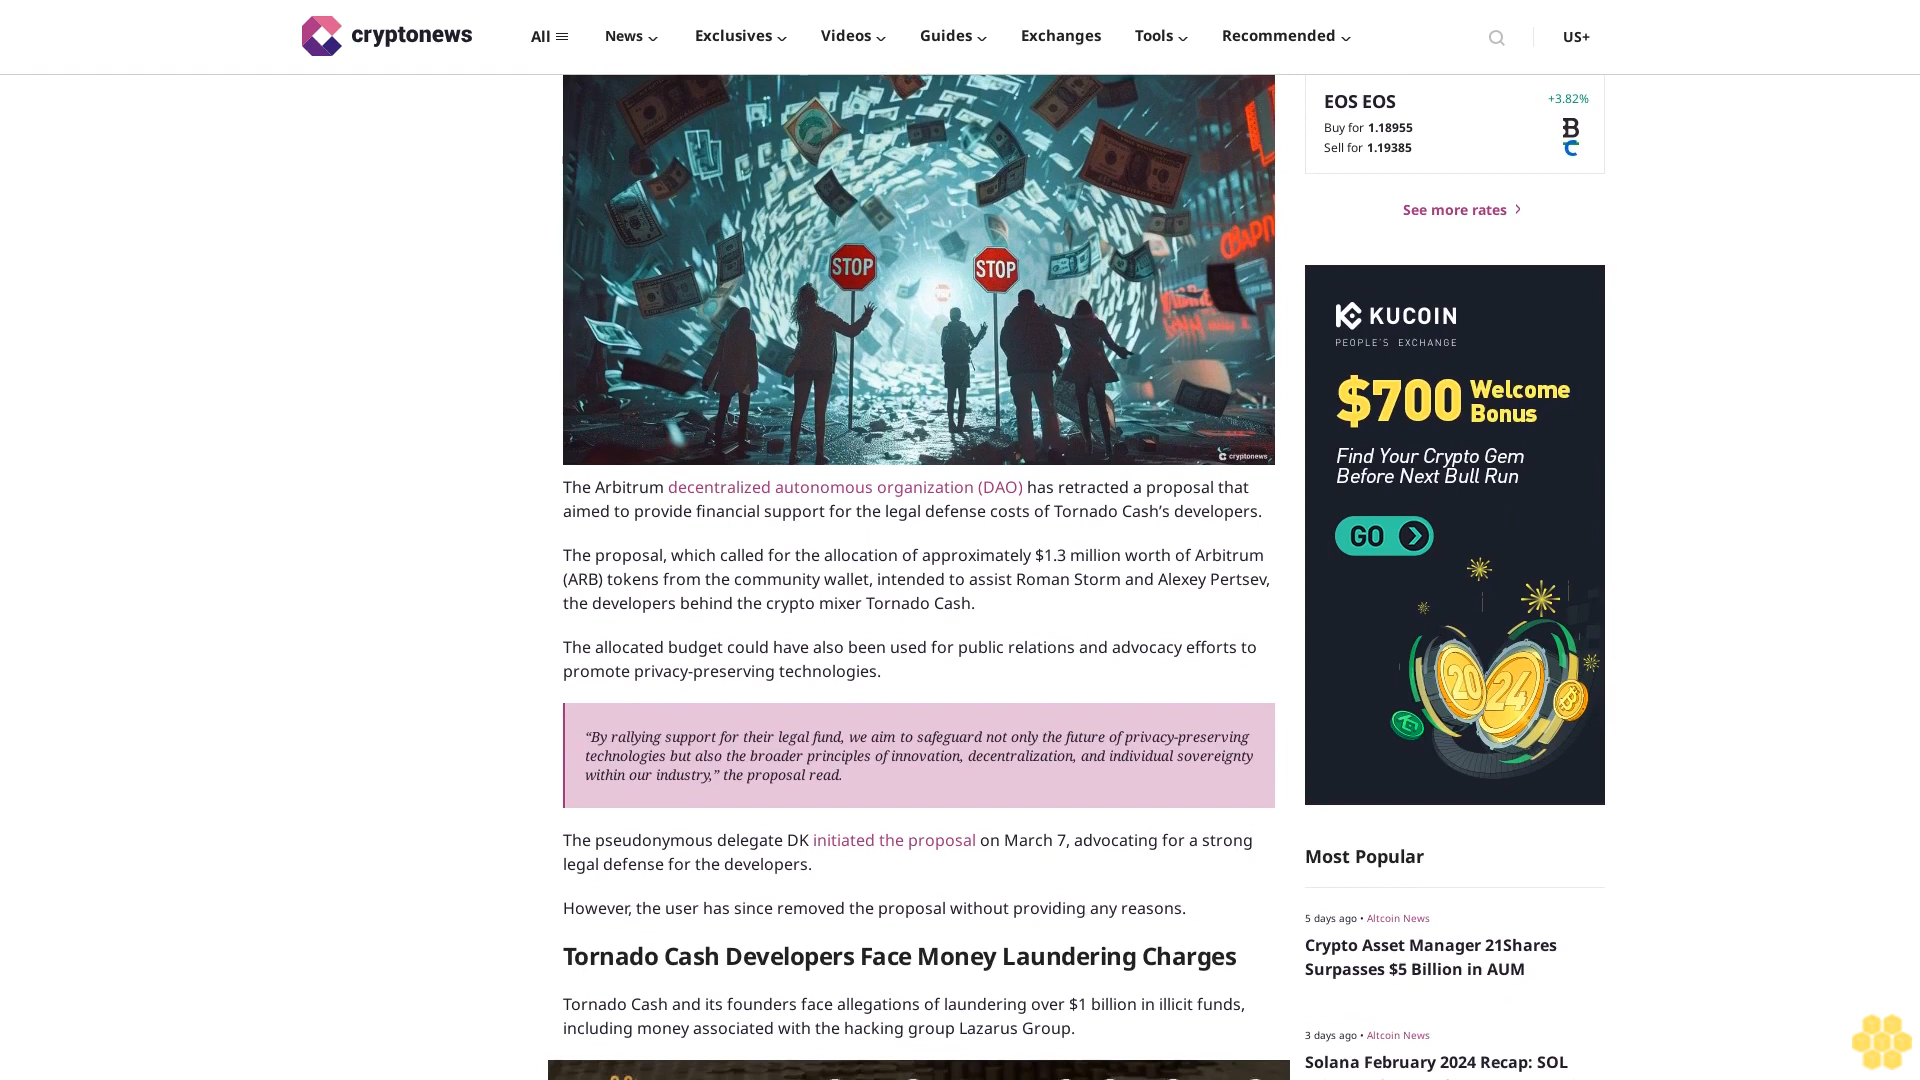 cryptonews
All
News
Exclusives
Videos
Guides
Exchanges
Tools
Recommended
US+
STOP
STOP
cryptonews
The Arbitrum decentralized autonomous organization (DAO) has retracted a proposal that
aimed to provide financial support for the legal defense costs of Tornado Cash’s developers.
The proposal, which called for the allocation of approximately $1.3 million worth of Arbitrum
(ARB) tokens from the community wallet, intended to assist Roman Storm and Alexey Pertsev,
the developers behind the crypto mixer Tornado Cash.
The allocated budget could have also been used for public relations and advocacy efforts to
promote privacy-preserving technologies.
“By rallying support for their legal fund, we aim to safeguard not only the future of privacy-preserving
technologies but also the broader principles of innovation, decentralization, and individual sovereignty
within our industry,” the proposal read.
The pseudonymous delegate DK initiated the proposal on March 7, advocating for a strong
legal defense for the developers.
However, the user has since removed the proposal without providing any reasons.
Tornado Cash Developers Face Money Laundering Charges
Tornado Cash and its founders face allegations of laundering over $1 billion in illicit funds,
including money associated with the hacking group Lazarus Group.
EOS EOS
+3.82%
Buy for 1.18955
Sell for 1.19385
See more rates
KUCOIN
PEOPLE'S EXCHANGE
$700 Welcome
Bonus
Find Your Crypto Gem
Before Next Bull Run
GO
20 24
Most Popular
5 days ago • Altcoin News
Crypto Asset Manager 21Shares
Surpasses $5 Billion in AUM
3 days ago • Altcoin News
Solana February 2024 Recap: SOL